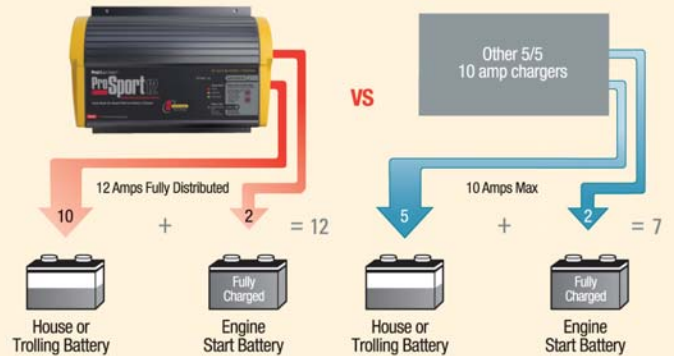 ProSport 12
Other 5/5
10 amp chargers
VS
12 Amps Fully Distributed
10 Amps Max
10 + 2 = 12
5 + 2 = 7
Fully
Charged
Fully
Charged
House or
Trolling Battery
Engine
Start Battery
House or
Trolling Battery
Engine
Start Battery